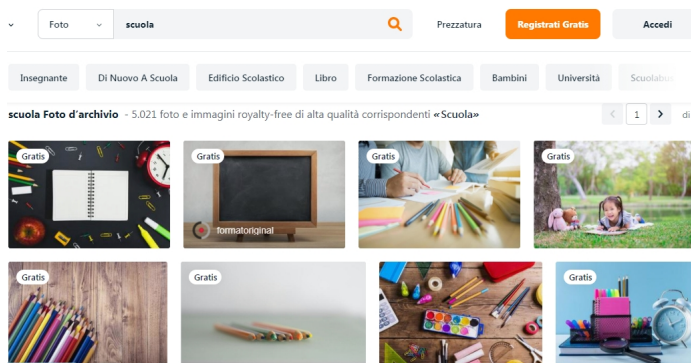 Foto scuola Prezzatura Registrati Gratis Accedi
Insegnante Di Nuovo A Scuola Edificio Scolastico Libro Formazione Scolastica Bambini Università Scuolabus
scuola Foto d'archivio - 5.021 foto e immagini royalty-free di alta qualità corrispondenti «Scuola» 1 di
Gratis Gratis Gratis Gratis
formatoriginal
Gratis Gratis Gratis